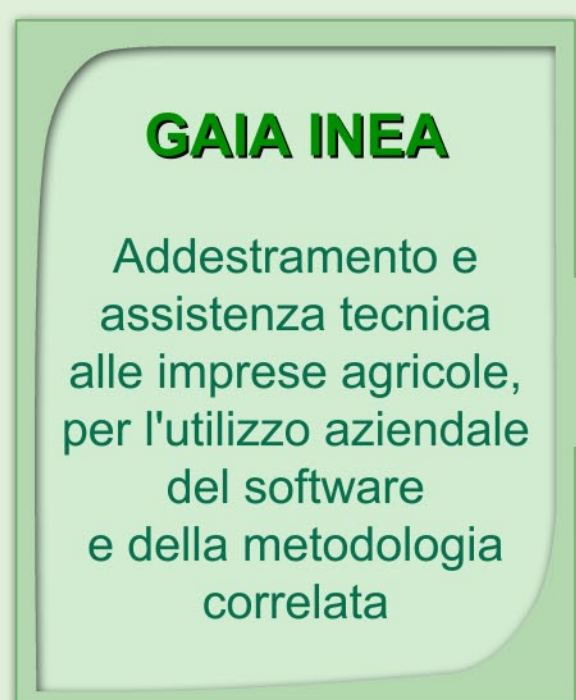 GAIA INEA
Addestramento e
assistenza tecnica
alle imprese agricole,
per l'utilizzo aziendale
del software
e della metodologia
correlata